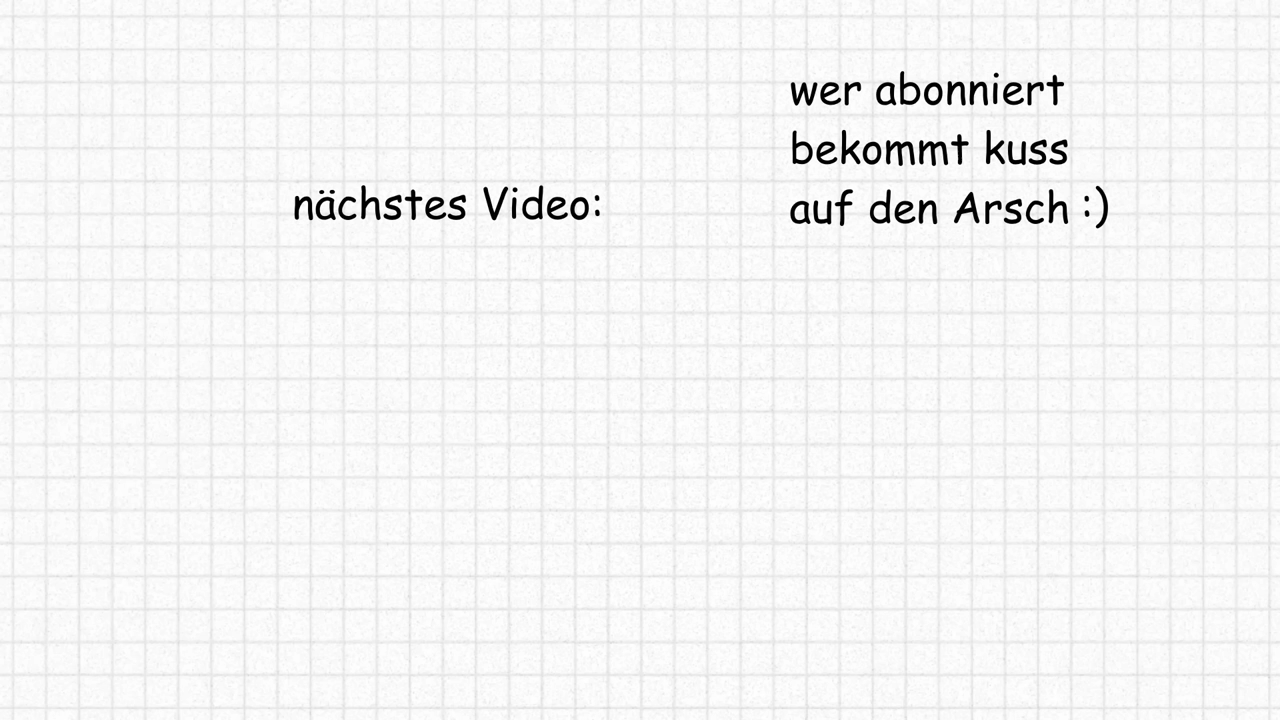 nächstes Video:
wer abonniert
bekommt kuss
auf den Arsch :)